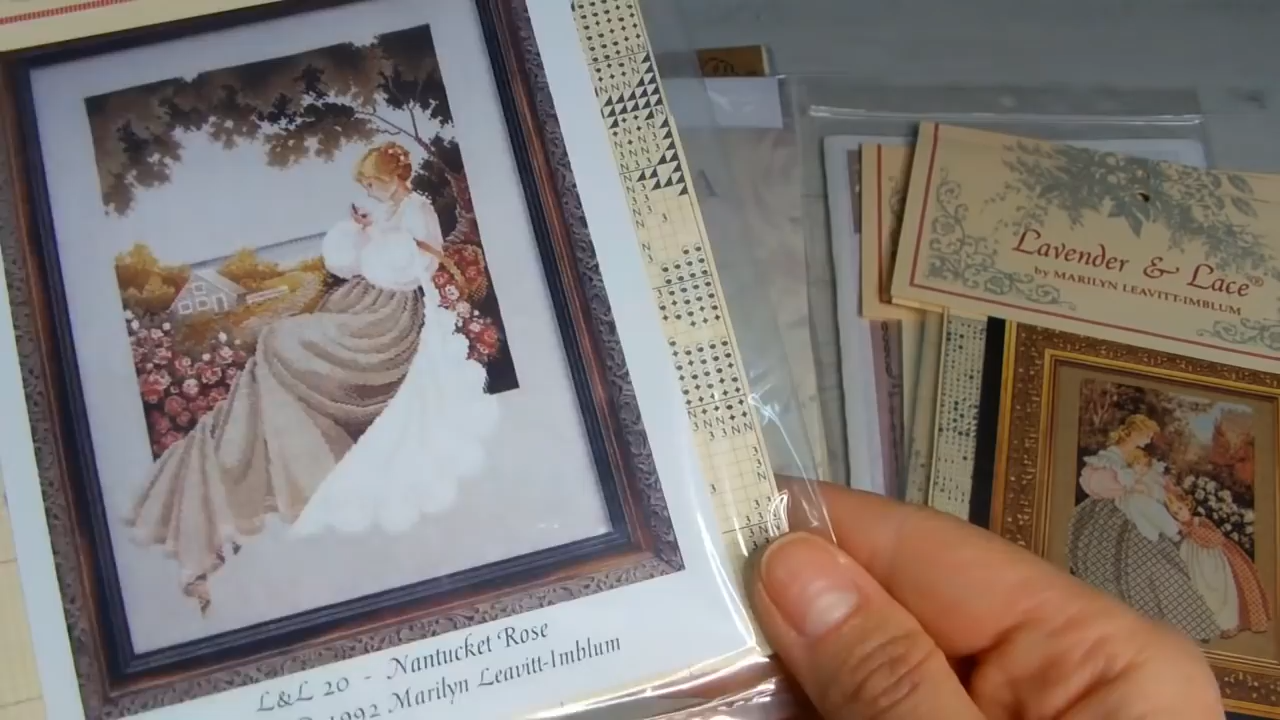 L&L 20 - Nantucket Rose
© 1992 Marilyn Leavitt-Imblum
Lavender & Lace®
by MARILYN LEAVITT-IMBLUM